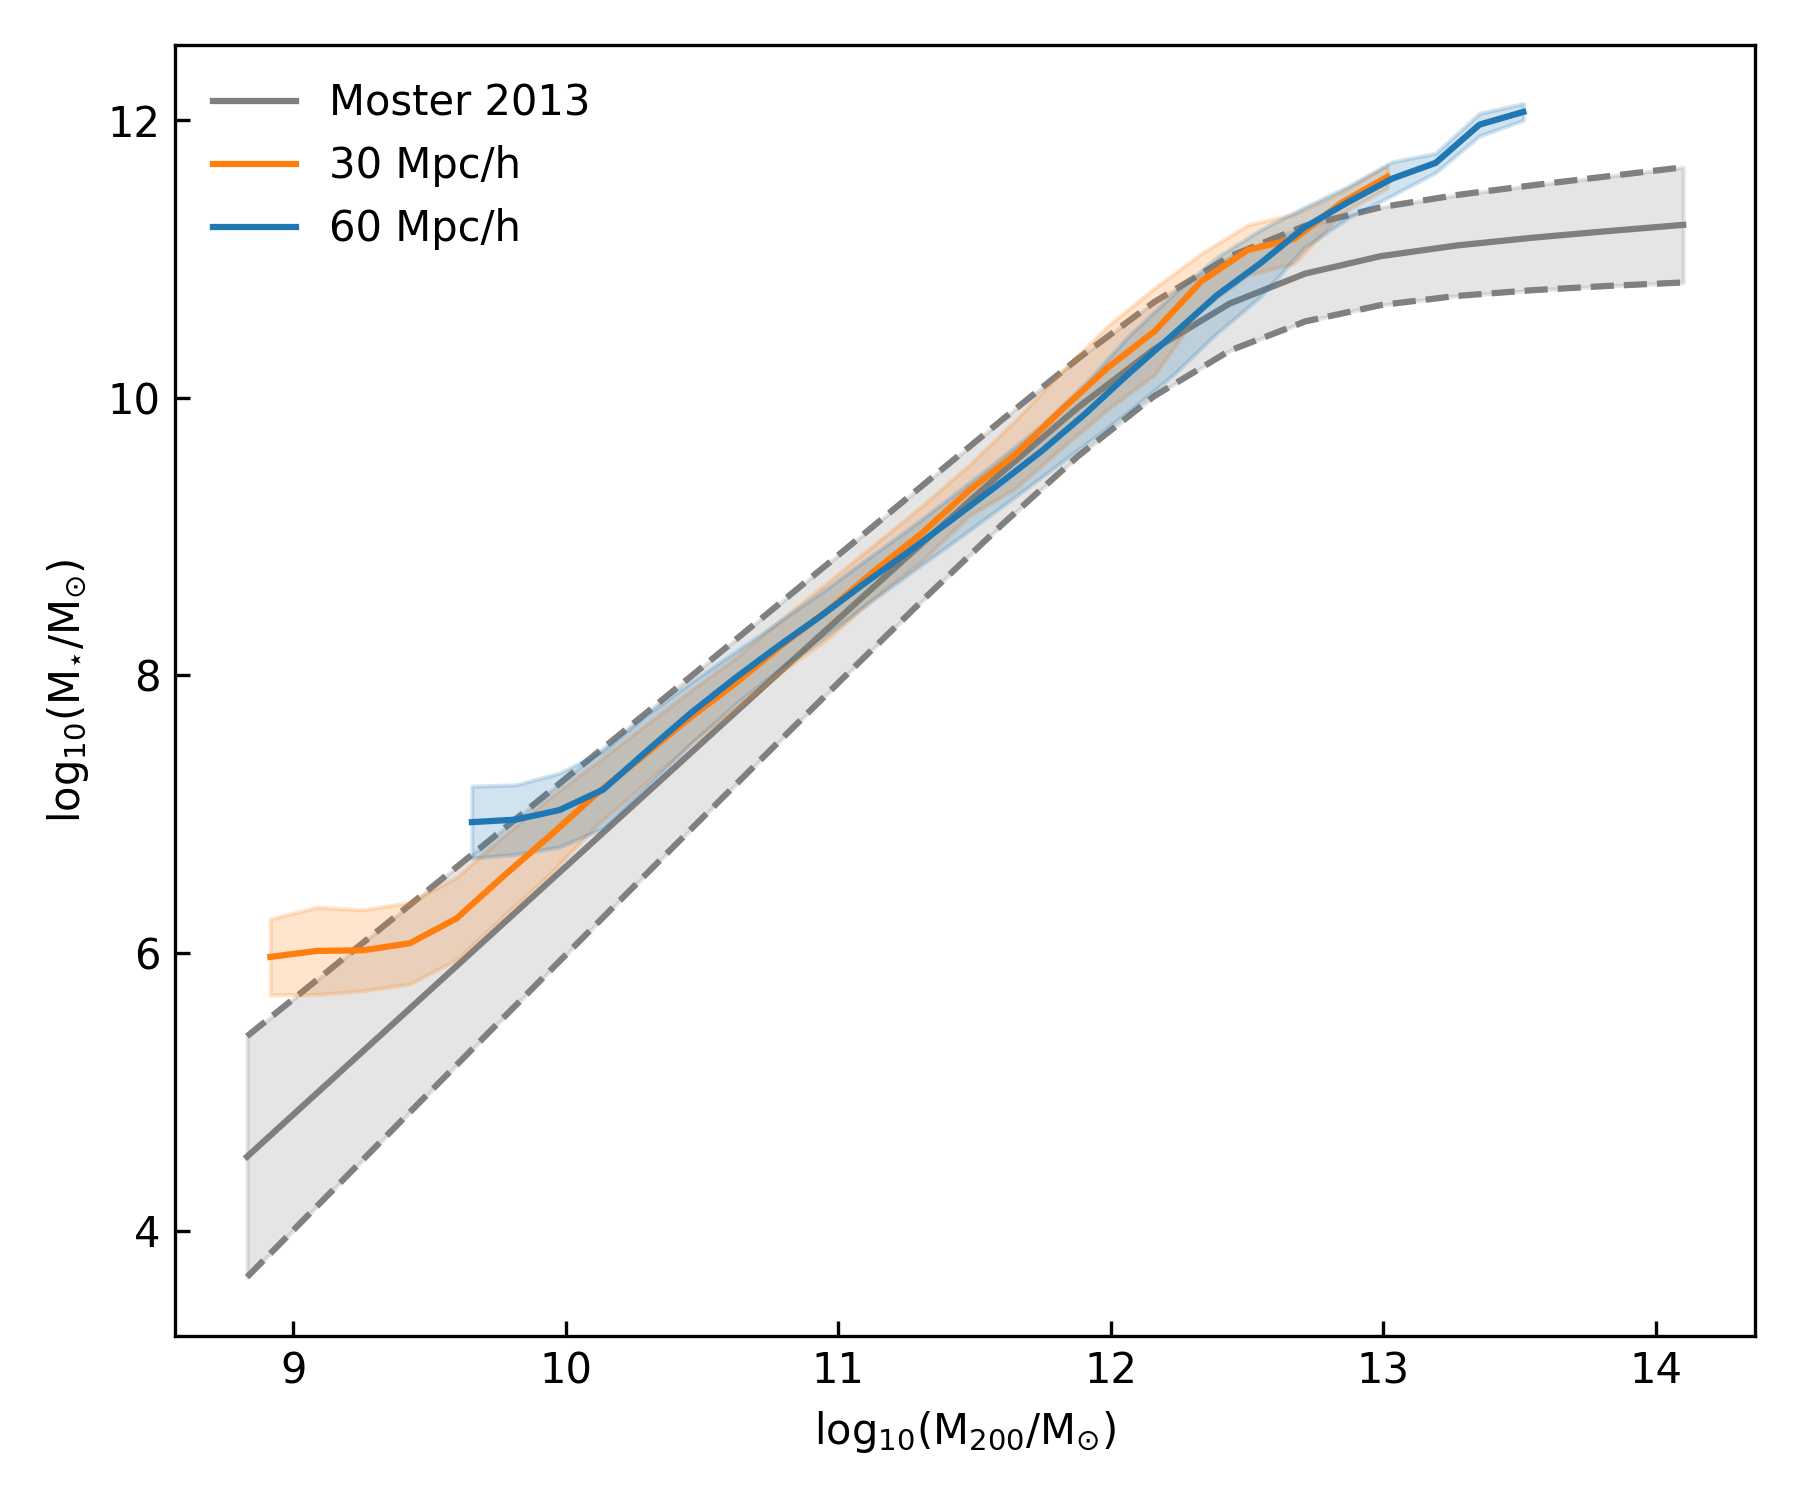 Moster 2013
30 Mpc/h
60 Mpc/h
12
10
8
6
4
log₁₀(M⋆/M⊙)
9 10 11 12 13 14
log₁₀(M₂₀₀/M⊙)